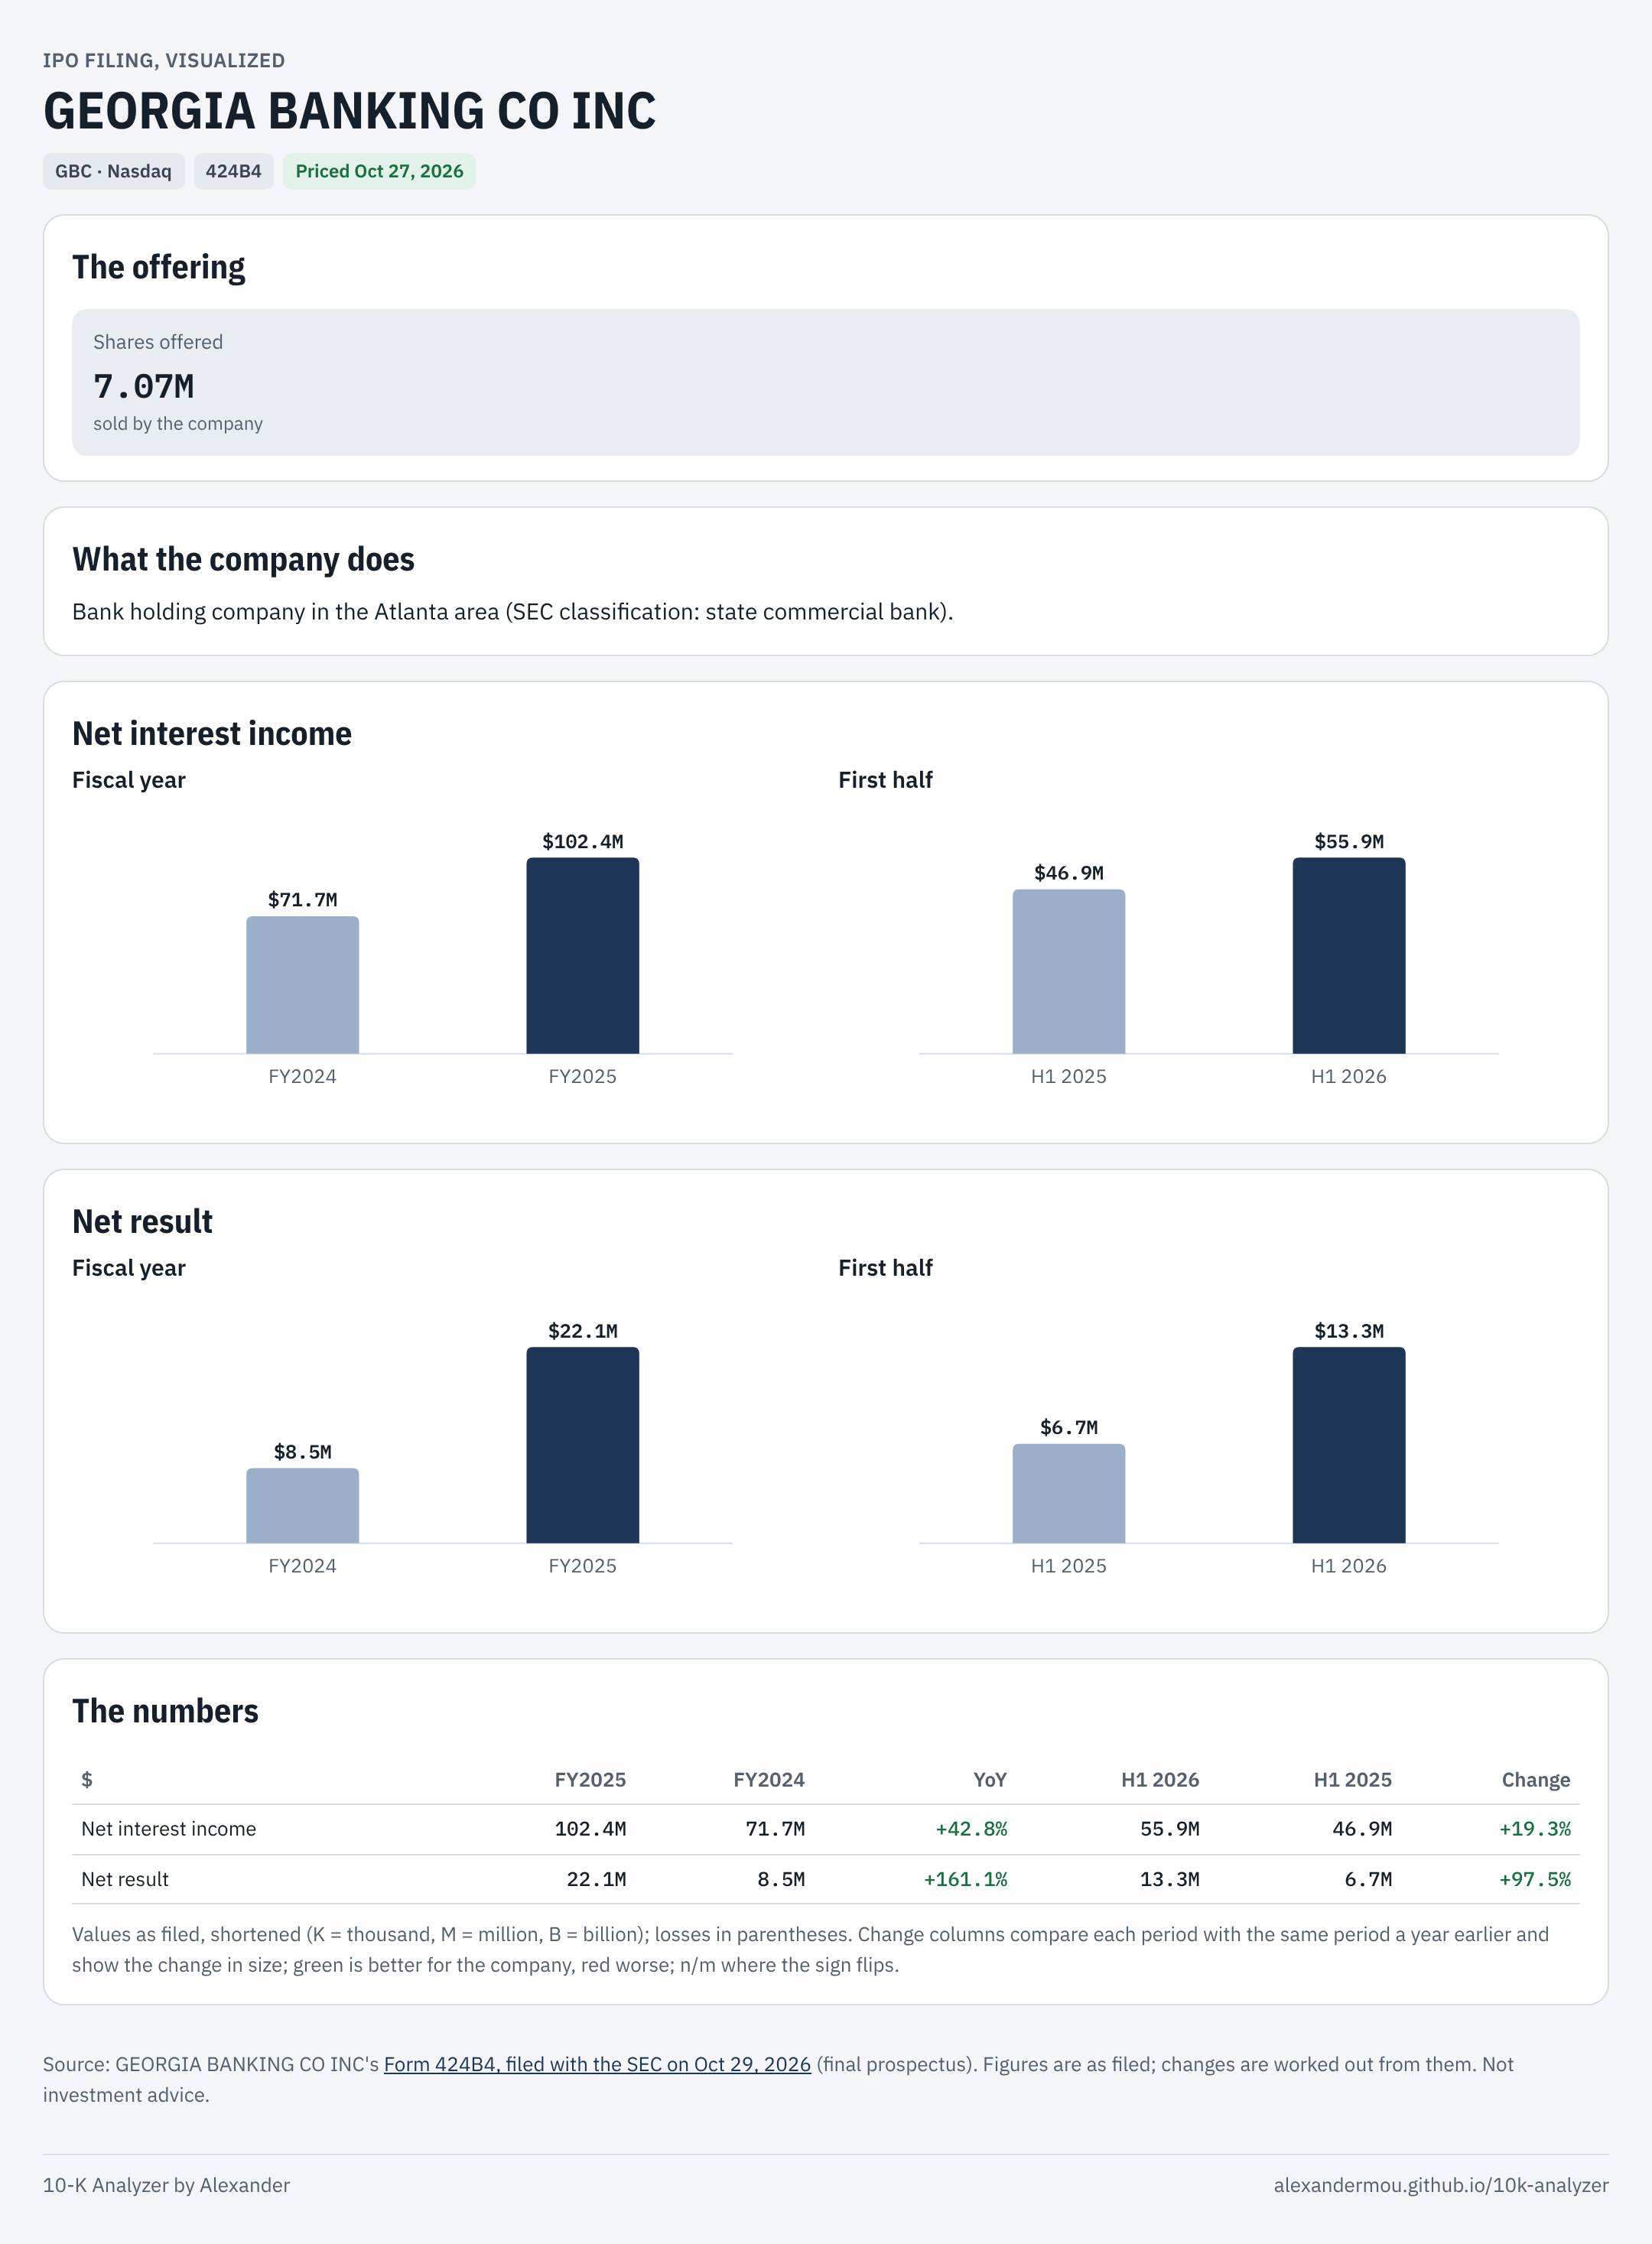 IPO FILING, VISUALIZED
GEORGIA BANKING CO INC
GBC · Nasdaq 424B4 Priced Oct 27, 2026
The offering
Shares offered
7.07M
sold by the company
What the company does
Bank holding company in the Atlanta area (SEC classification: state commercial bank).
Net interest income
Fiscal year
$71.7M
$102.4M
FY2024 FY2025
First half
$46.9M
$55.9M
H1 2025 H1 2026
Net result
Fiscal year
$8.5M
$22.1M
FY2024 FY2025
First half
$6.7M
$13.3M
H1 2025 H1 2026
The numbers
$ FY2025 FY2024 YoY H1 2026 H1 2025 Change
Net interest income 102.4M 71.7M +42.8% 55.9M 46.9M +19.3%
Net result 22.1M 8.5M +161.1% 13.3M 6.7M +97.5%
Values as filed, shortened (K = thousand, M = million, B = billion); losses in parentheses. Change columns compare each period with the same period a year earlier and
show the change in size; green is better for the company, red worse; n/m where the sign flips.
Source: GEORGIA BANKING CO INC's Form 424B4, filed with the SEC on Oct 29, 2026 (final prospectus). Figures are as filed; changes are worked out from them. Not
investment advice.
10-K Analyzer by Alexander
alexandermou.github.io/10k-analyzer